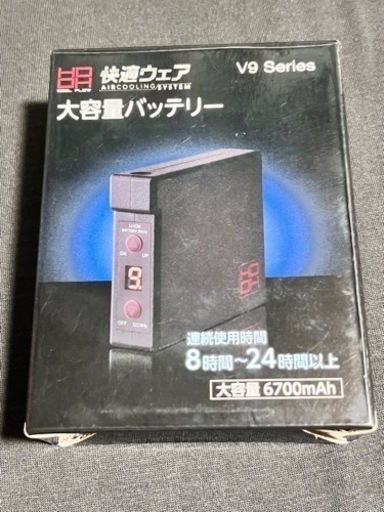 快適ウェア
V9 Series
AIRCOOLING/SYSTEM
大容量バッテリー
ON
UP
9.
OFF
DOWN
連続使用時間
8時間〜24時間以上
大容量 6700mAh